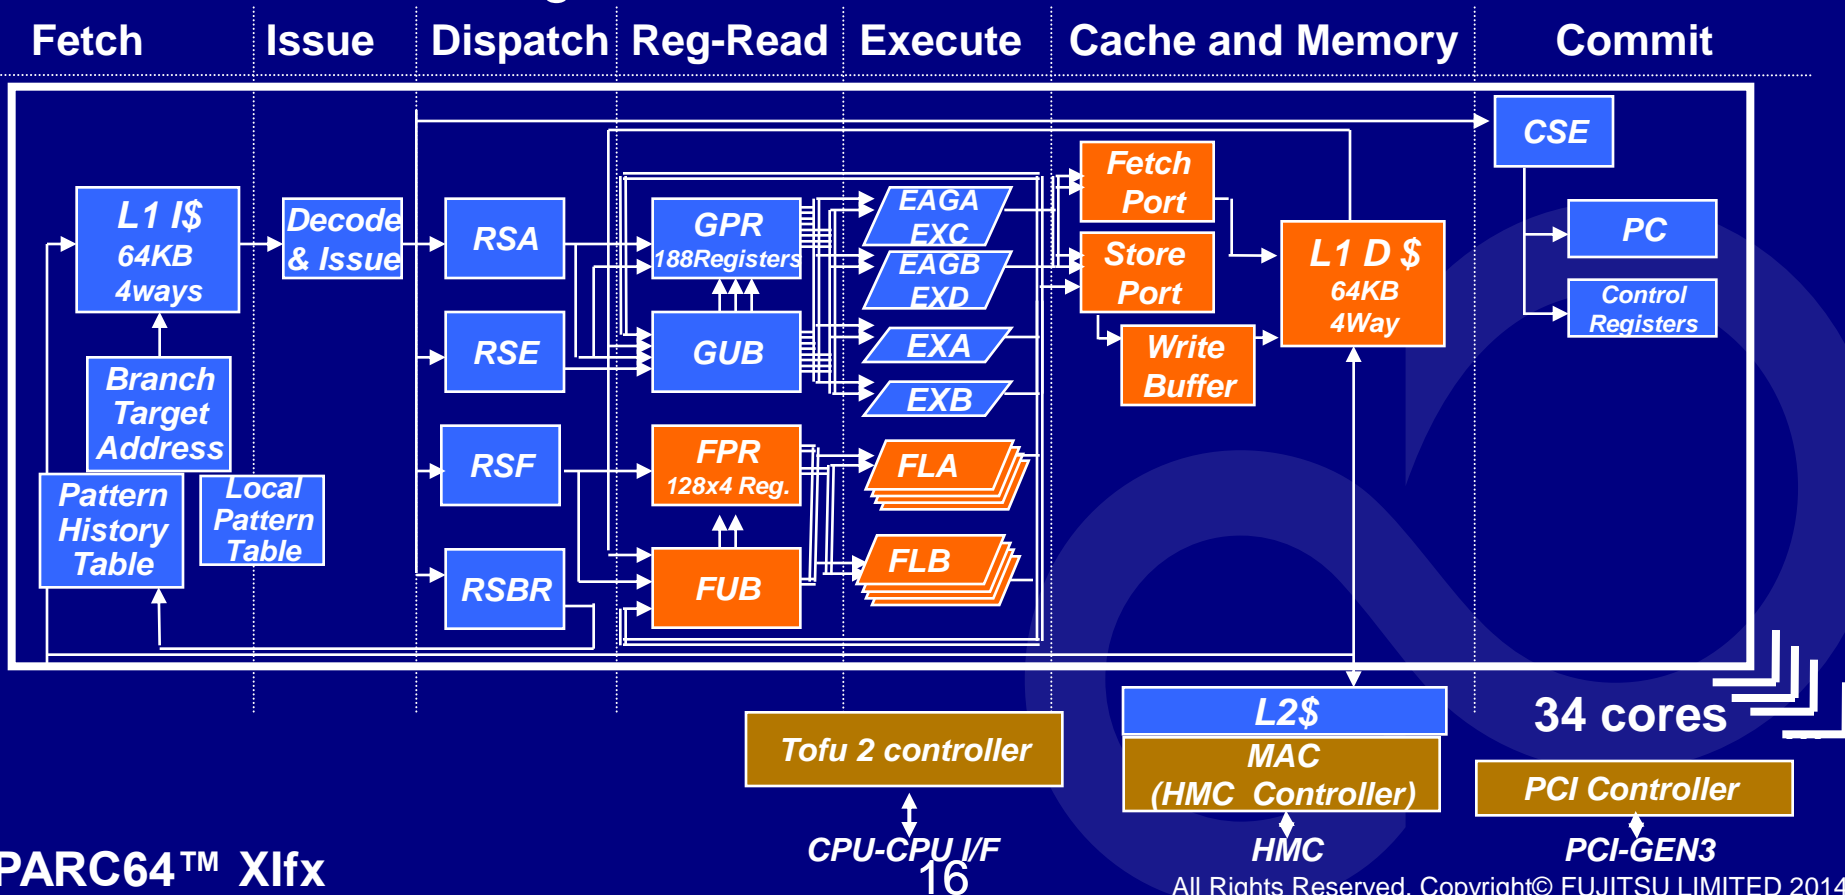 Fetch Issue Dispatch Reg-Read Execute Cache and Memory Commit
CSE
Fetch
Port
L1 I$
64KB
4ways
Decode
& Issue
RSA
GPR
188Registers
EAGA
EXC
EAGB
EXD
Store
Port
L1 D $
64KB
4Way
PC
Control
Registers
RSE
GUB
EXA
EXB
Write
Buffer
Branch
Target
Address
Pattern
History
Table
Local
Pattern
Table
RSF
FPR
128x4 Reg.
FLA
RSBR
FUB
FLB
34 cores
L2$
Tofu 2 controller
MAC
(HMC Controller)
PCI Controller
CPU-CPU I/F
HMC
PCI-GEN3
PARC64™ XIfx
16
All Rights Reserved. Copyright© FUJITSU LIMITED 2014